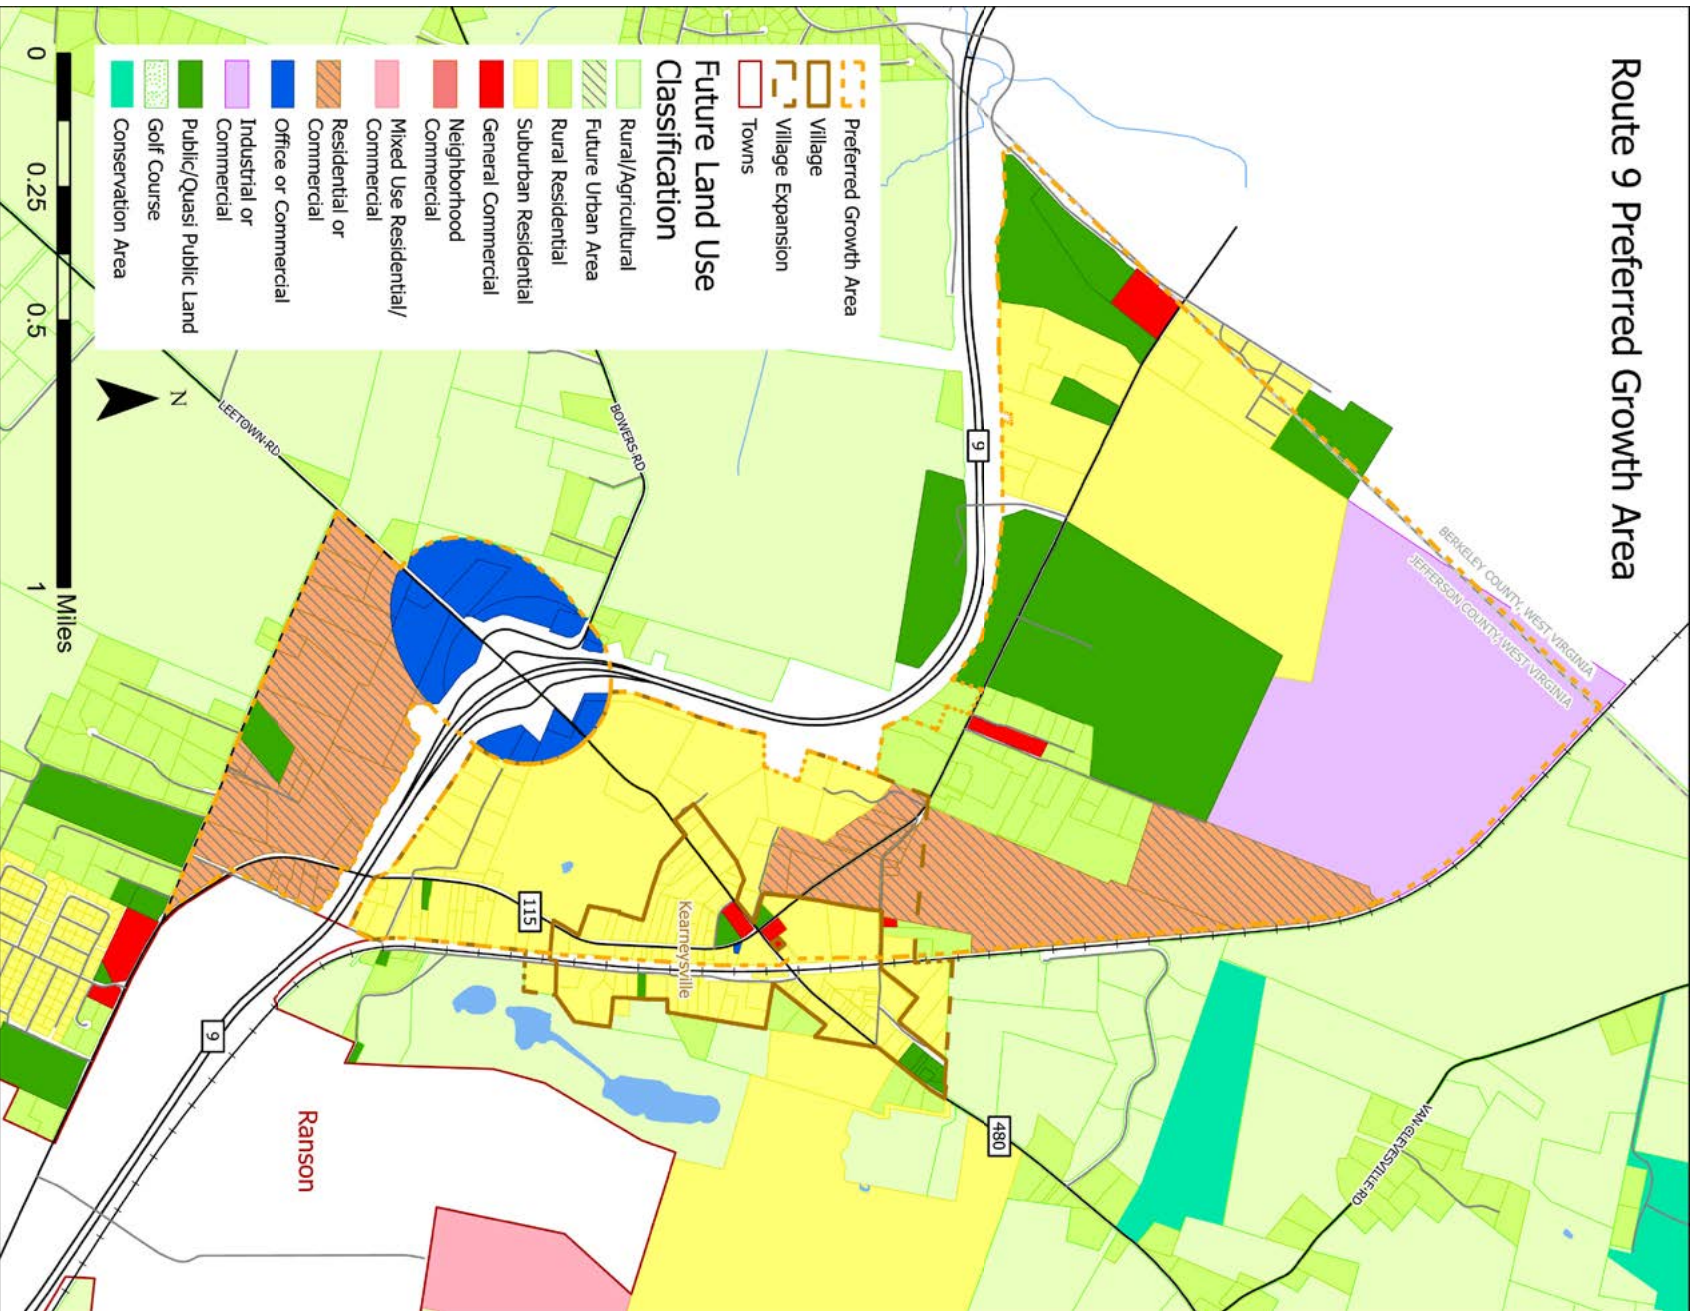 Route 9 Preferred Growth Area
BERKELEY COUNTY, WEST VIRGINIA
JEFFERSON COUNTY, WEST VIRGINIA
Preferred Growth Area
Village
Village Expansion
Towns
Future Land Use
Classification
Rural/Agricultural
Future Urban Area
Rural Residential
Suburban Residential
General Commercial
Neighborhood
Commercial
Mixed Use Residential/
Commercial
Residential or
Commercial
Office or Commercial
Industrial or
Commercial
Public/Quasi Public Land
Golf Course
Conservation Area
9
BOWERS RD
LEETOWN RD
N
115
Kearneysville
480
VAN CLEVESVILLE RD
9
Ranson
0 0.25 0.5 1
Miles